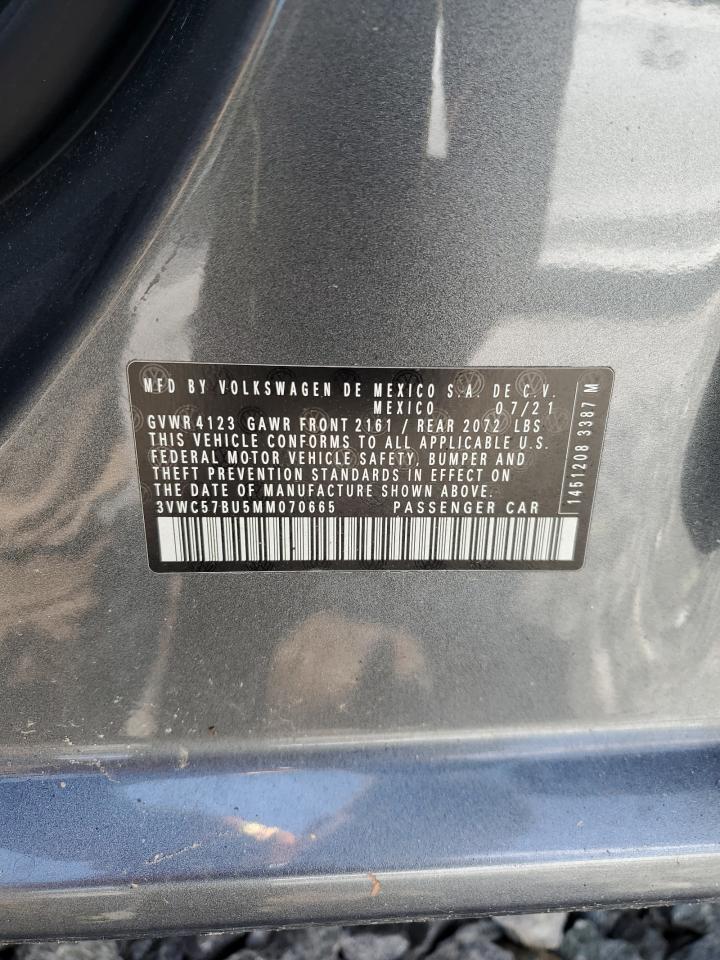 MFD BY VOLKSWAGEN DE MEXICO S.A. DE C.V.
MEXICO 07/21
GVWR 4123 GAWR FRONT 2161 / REAR 2072 LBS
THIS VEHICLE CONFORMS TO ALL APPLICABLE U.S.
FEDERAL MOTOR VEHICLE SAFETY, BUMPER AND
THEFT PREVENTION STANDARDS IN EFFECT ON
THE DATE OF MANUFACTURE SHOWN ABOVE.
3VWC57BU5MM070665 PASSENGER CAR
14512083387 M